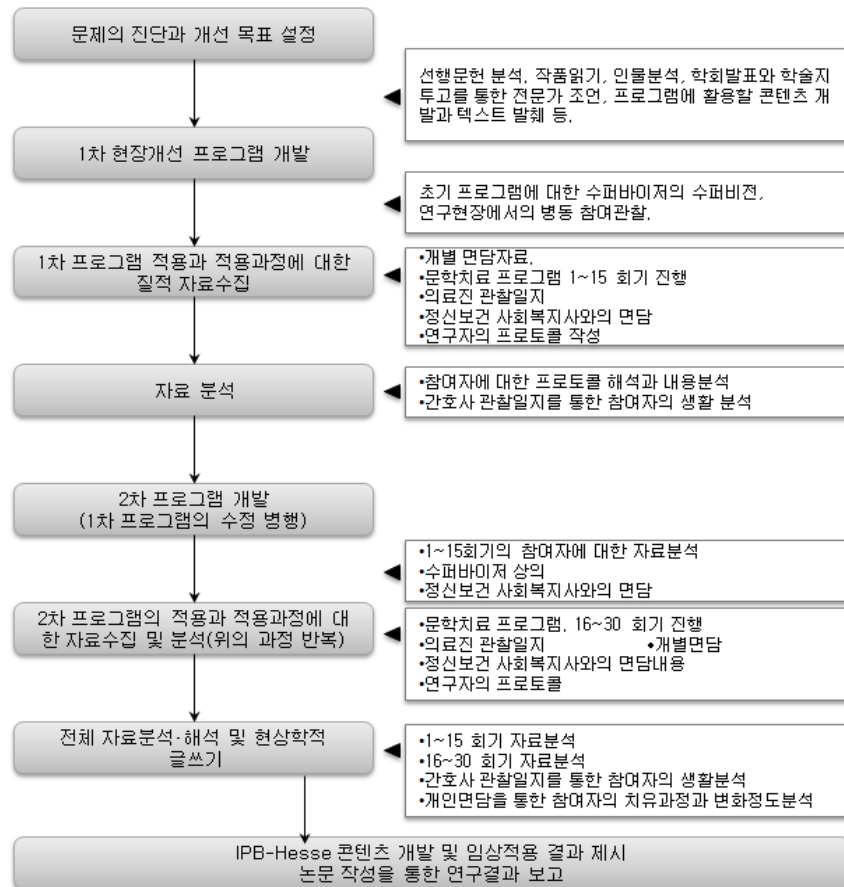 문제의 진단과 개선 목표 설정
선행문헌 분석, 작품읽기, 인물분석, 학회발표와 학술지
투고를 통한 전문가 조언, 프로그램에 활용할 콘텐츠 개
발과 텍스트 발췌 등.
1차 현장개선 프로그램 개발
초기 프로그램에 대한 수퍼바이저의 수퍼비전,
연구현장에서의 병동 참여관찰.
1차 프로그램 적용과 적용과정에 대한
질적 자료수집
•개별 면담자료.
•문학치료 프로그램 1~15 회기 진행
•의료진 관찰일지
•정신보건 사회복지사와의 면담
•연구자의 프로토콜 작성
자료 분석
•참여자에 대한 프로토콜 해석과 내용분석
•간호사 관찰일지를 통한 참여자의 생활 분석
2차 프로그램 개발
(1차 프로그램의 수정 병행)
•1~15회기의 참여자에 대한 자료분석
•수퍼바이저 상의
•정신보건 사회복지사와의 면담
2차 프로그램의 적용과 적용과정에 대
한 자료수집 및 분석(위의 과정 반복)
•문학치료 프로그램. 16~30 회기 진행
•의료진 관찰일지 •개별면담
•정신보건 사회복지사와의 면담내용
•연구자의 프로토콜
전체 자료분석·해석 및 현상학적
글쓰기
•1~15 회기 자료분석
•16~30 회기 자료분석
•간호사 관찰일지를 통한 참여자의 생활분석
•개인면담을 통한 참여자의 치유과정과 변화정도분석
IPB-Hesse 콘텐츠 개발 및 임상적용 결과 제시
논문 작성을 통한 연구결과 보고